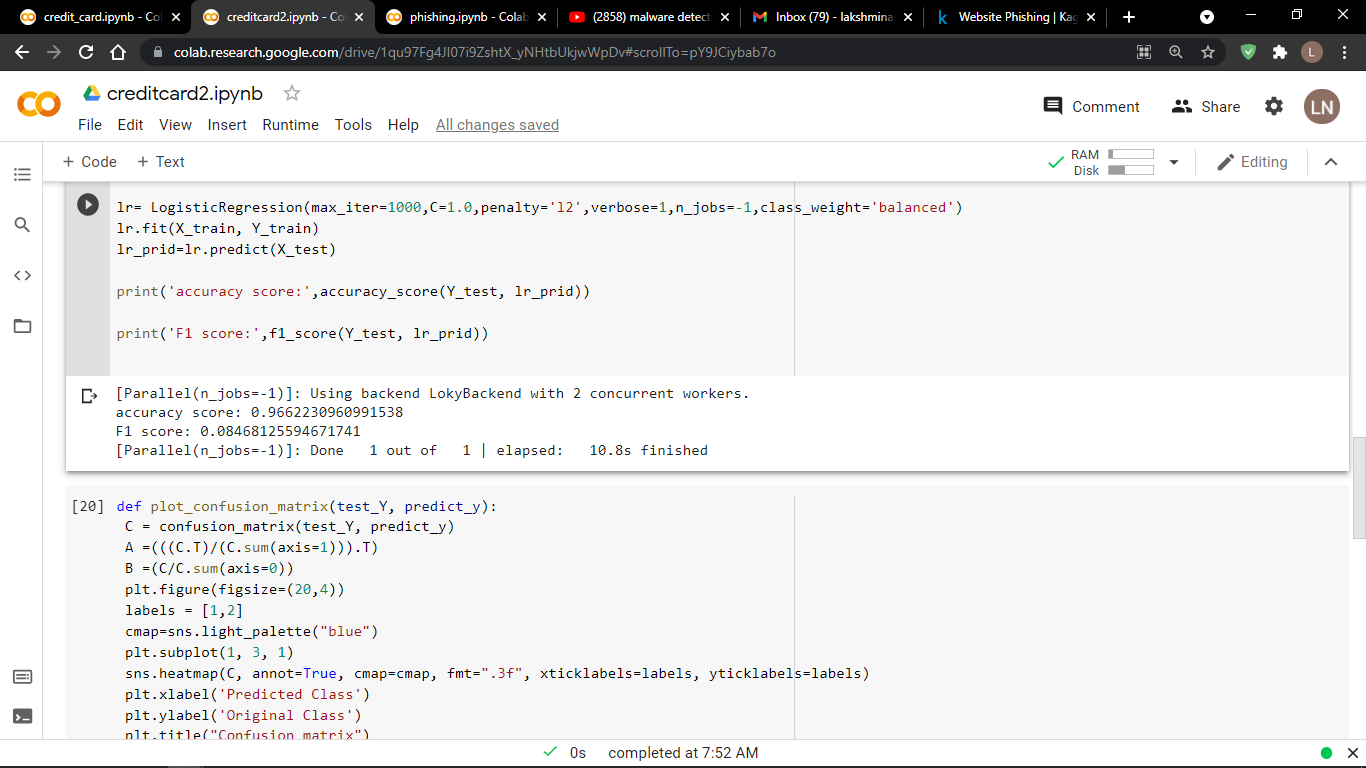 credit_card.ipynb - Col
creditcard2.ipynb - Co
phishing.ipynb - Colab
(2858) malware detect
Inbox (79) - lakshmina
Website Phishing | Kag
colab.research.google.com/drive/1qu97Fg4Jl07i9ZshtX_yNHtbUkjwWpDv#scrollTo=pY9JCiybab7o
L
creditcard2.ipynb
Comment
Share
LN
File Edit View Insert Runtime Tools Help All changes saved
+ Code + Text
RAM
Disk
Editing
lr= LogisticRegression(max_iter=1000,C=1.0,penalty='l2',verbose=1,n_jobs=-1,class_weight='balanced')
lr.fit(X_train, Y_train)
lr_prid=lr.predict(X_test)
print('accuracy score:',accuracy_score(Y_test, lr_prid))
print('F1 score:',f1_score(Y_test, lr_prid))
[Parallel(n_jobs=-1)]: Using backend LokyBackend with 2 concurrent workers.
accuracy score: 0.9662230960991538
F1 score: 0.08468125594671741
[Parallel(n_jobs=-1)]: Done   1 out of   1 | elapsed:   10.8s finished
[20] def plot_confusion_matrix(test_Y, predict_y):
C = confusion_matrix(test_Y, predict_y)
A =(((C.T)/(C.sum(axis=1))).T)
B =(C/C.sum(axis=0))
plt.figure(figsize=(20,4))
labels = [1,2]
cmap=sns.light_palette("blue")
plt.subplot(1, 3, 1)
sns.heatmap(C, annot=True, cmap=cmap, fmt=".3f", xticklabels=labels, yticklabels=labels)
plt.xlabel('Predicted Class')
plt.ylabel('Original Class')
plt.title("Confusion matrix")
0s completed at 7:52 AM